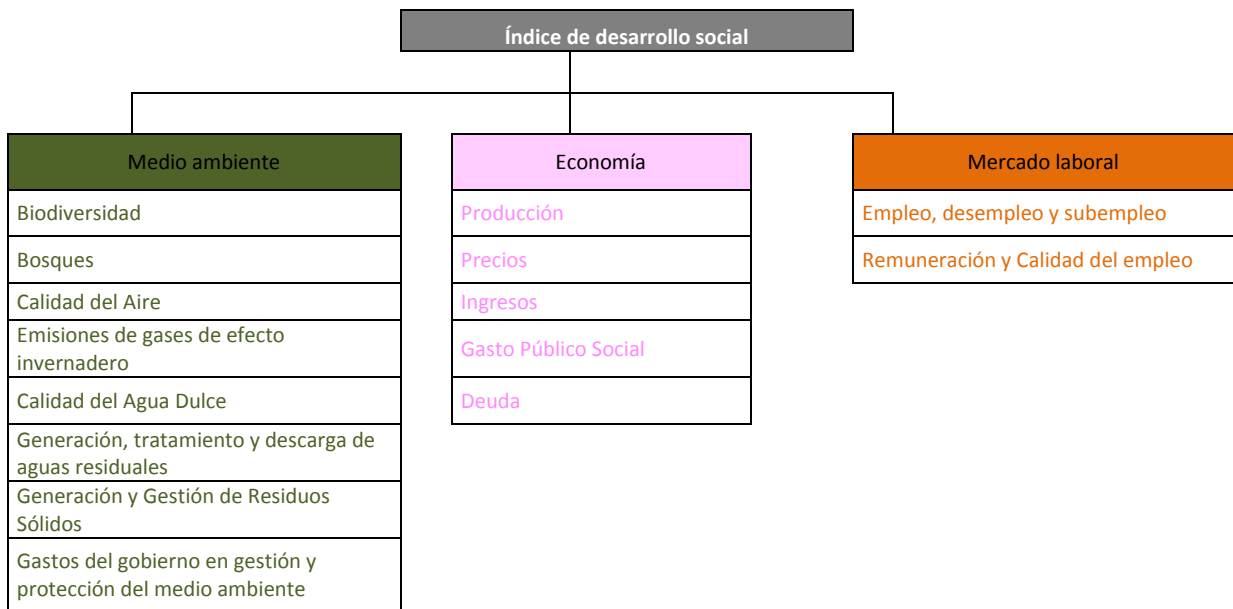 Índice de desarrollo social
Medio ambiente
Biodiversidad
Bosques
Calidad del Aire
Emisiones de gases de efecto
invernadero
Calidad del Agua Dulce
Generación, tratamiento y descarga de
aguas residuales
Generación y Gestión de Residuos
Sólidos
Gastos del gobierno en gestión y
protección del medio ambiente
Economía
Producción
Precios
Ingresos
Gasto Público Social
Deuda
Mercado laboral
Empleo, desempleo y subempleo
Remuneración y Calidad del empleo